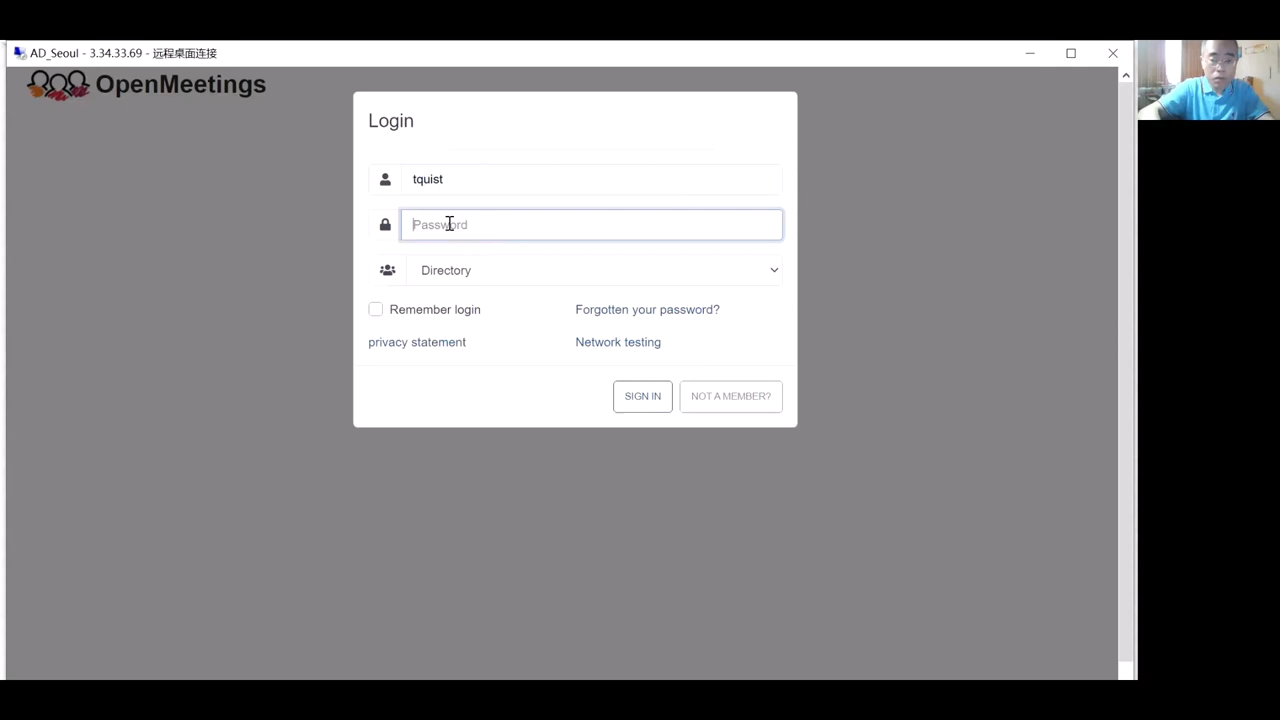 AD_Seoul - 3.34.33.69 - 远程桌面连接
OpenMeetings
Login
tquist
Password
Directory
Remember login
Forgotten your password?
privacy statement
Network testing
SIGN IN
NOT A MEMBER?